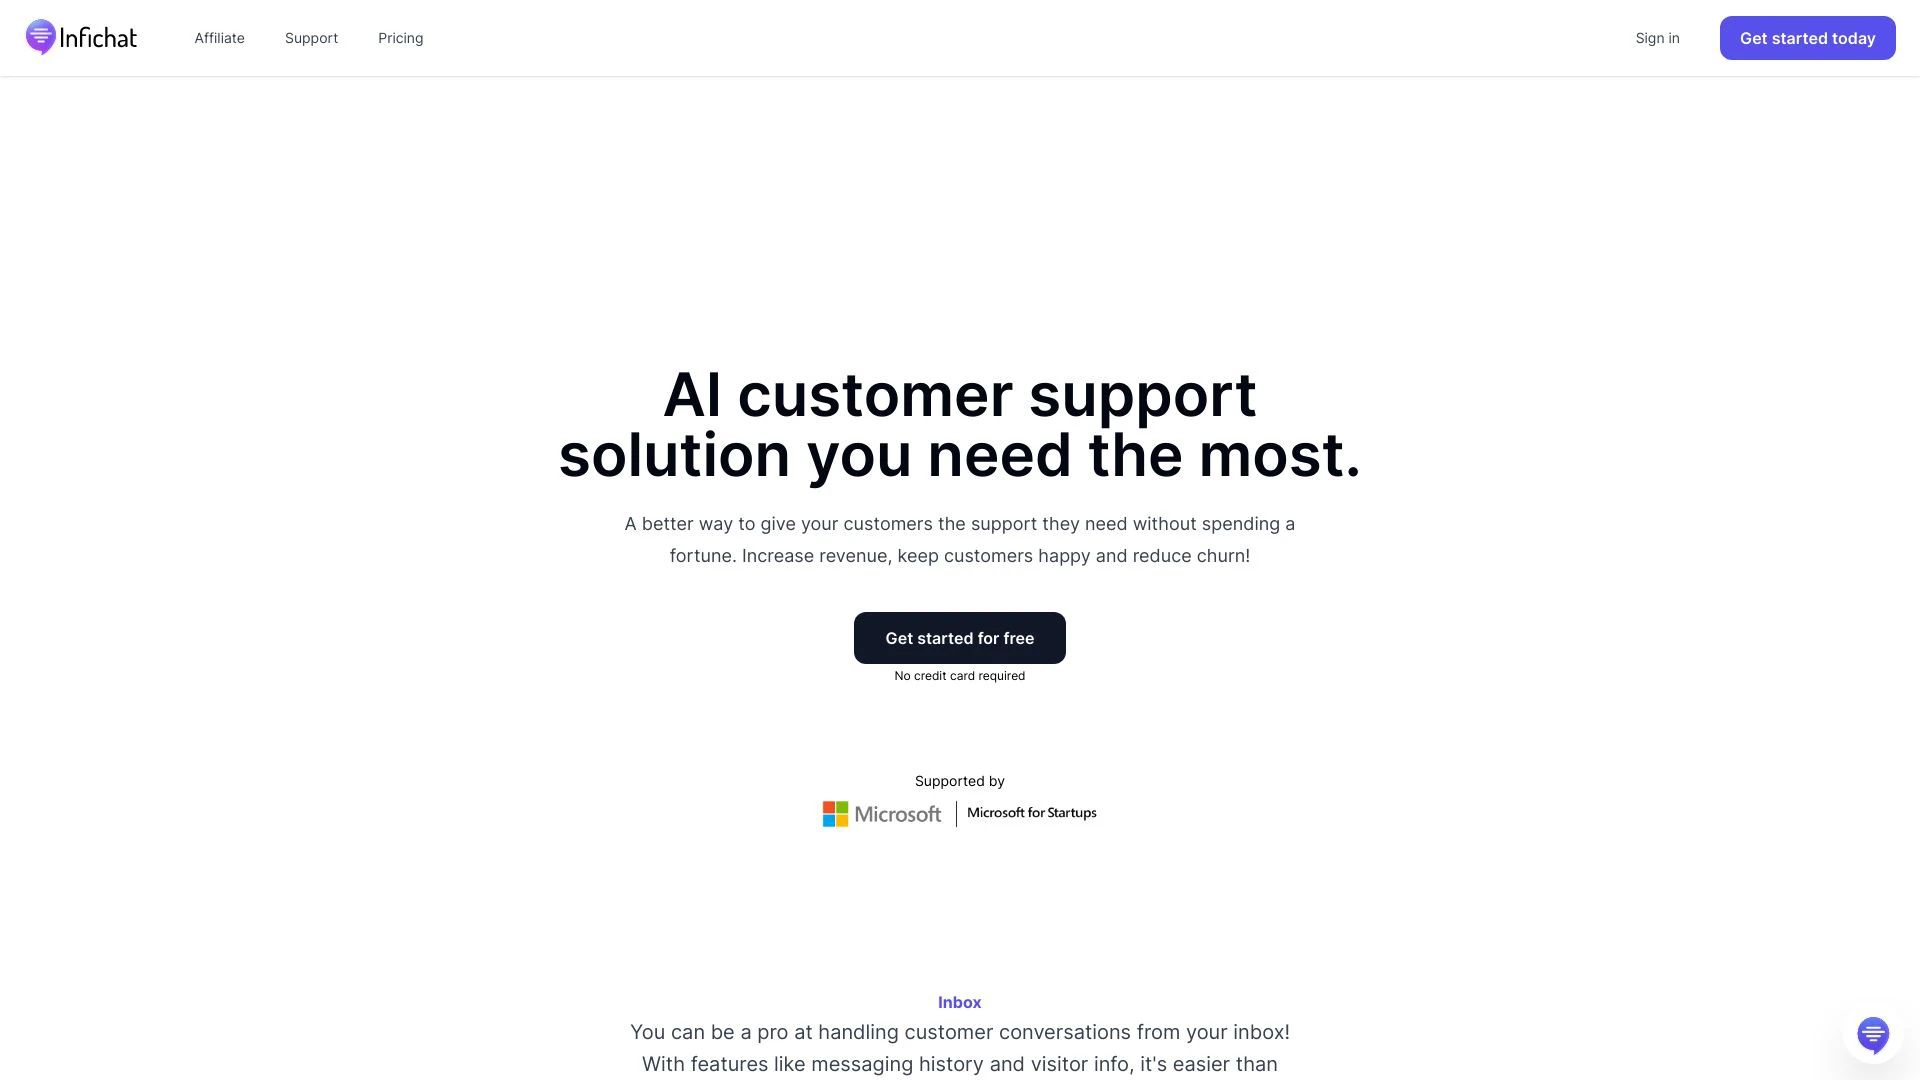 Infichat
Affiliate
Support
Pricing
Sign in
Get started today
AI customer support
solution you need the most.
A better way to give your customers the support they need without spending a
fortune. Increase revenue, keep customers happy and reduce churn!
Get started for free
No credit card required
Supported by
Microsoft
Microsoft for Startups
Inbox
You can be a pro at handling customer conversations from your inbox!
With features like messaging history and visitor info, it's easier than